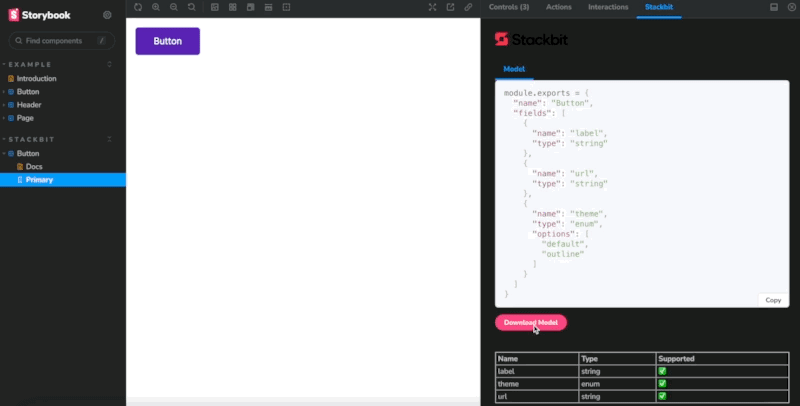 Storybook
Find components
/
EXAMPLE
Introduction
Button
Header
Page
STACKBIT
Button
Docs
Primary
Button
Controls (3)
Actions
Interactions
Stackbit
Stackbit
Model
module.exports = {
"name": "Button",
"fields": [
{
"name": "label",
"type": "string"
},
{
"name": "url",
"type": "string"
},
{
"name": "theme",
"type": "enum",
"options": [
"default",
"outline"
]
}
]
}
Copy
Download Model
Name Type Supported
label string ✅
theme enum ✅
url string ✅